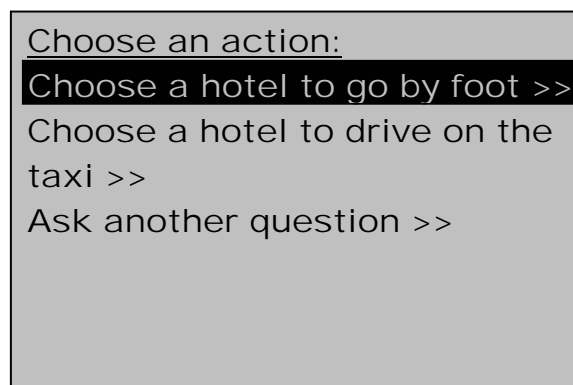 Choose an action:
Choose a hotel to go by foot >>
Choose a hotel to drive on the
taxi >>
Ask another question >>